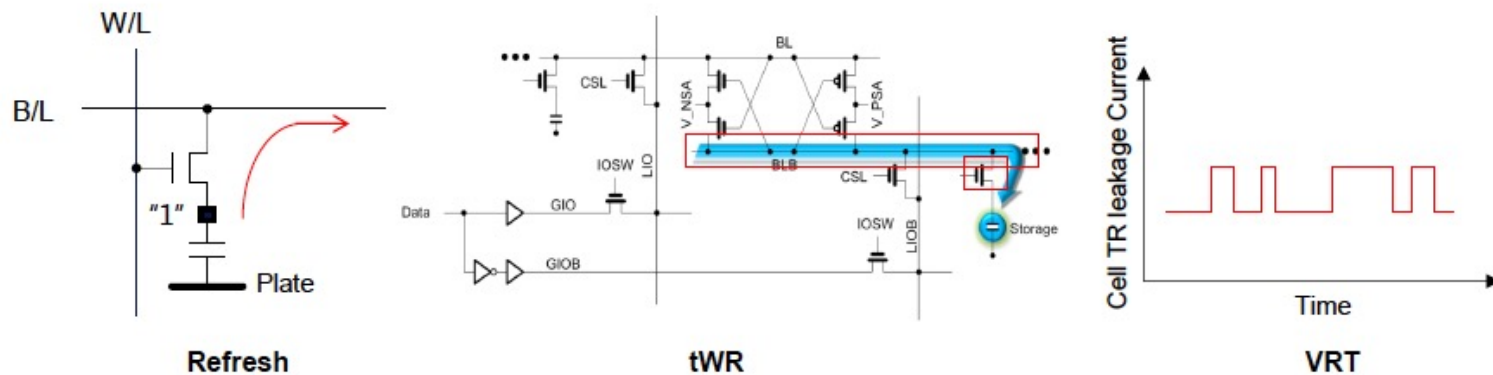 W/L
B/L
"1"
Plate
Refresh
BL
CSL
V_NSA
V_PSA
LIO
BLB
IOSW
CSL
Data
GIO
IOSW
LIOB
Storage
GIOB
tWR
Cell TR leakage Current
Time
VRT